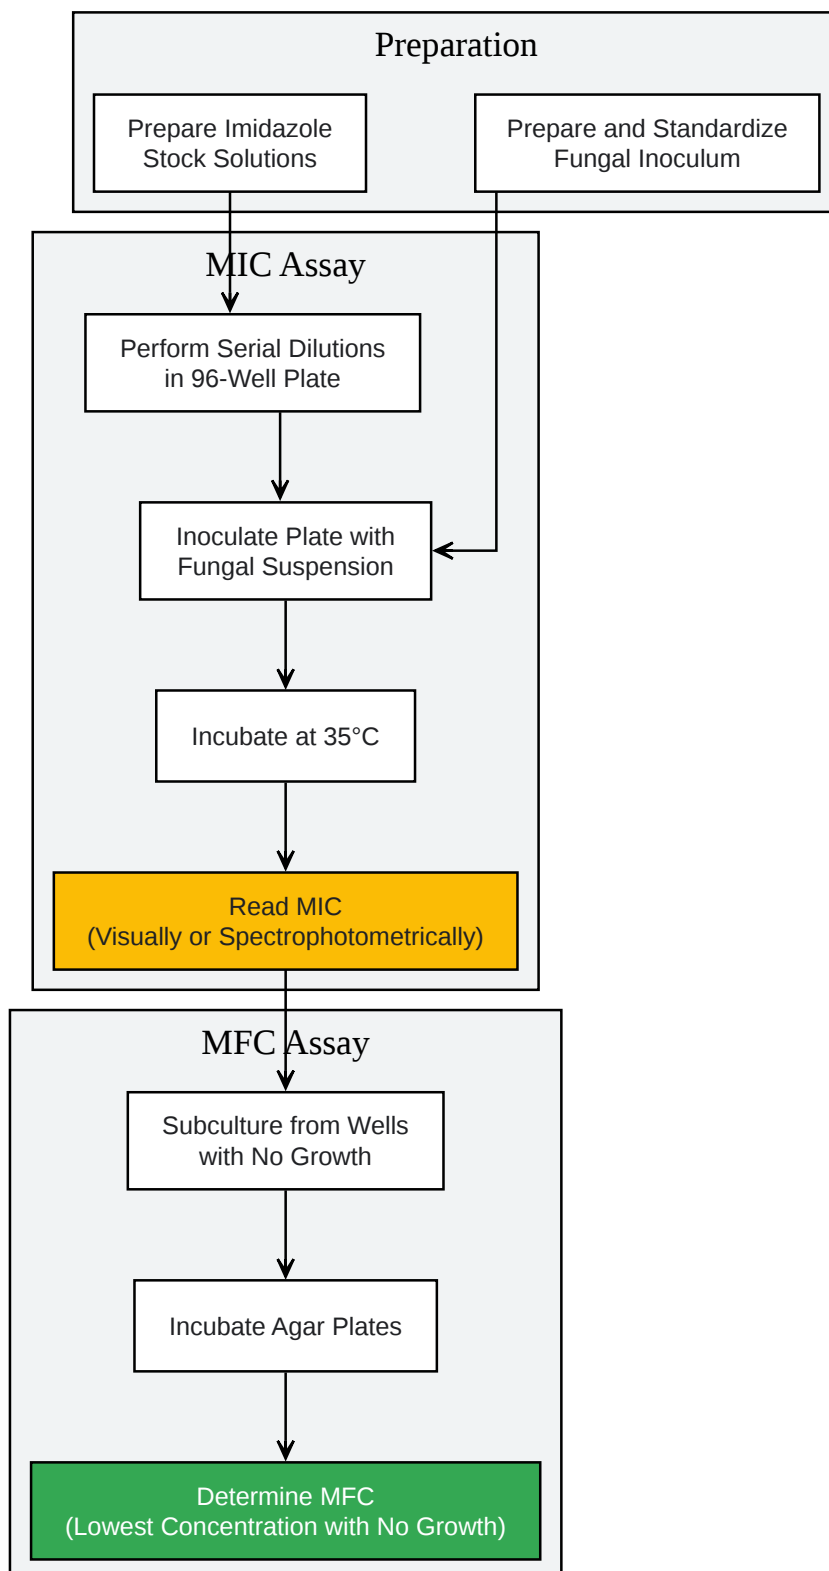 Preparation
Prepare Imidazole
Stock Solutions
Prepare and Standardize
Fungal Inoculum
MIC Assay
Perform Serial Dilutions
in 96-Well Plate
Inoculate Plate with
Fungal Suspension
Incubate at 35°C
Read MIC
(Visually or Spectrophotometrically)
MFC Assay
Subculture from Wells
with No Growth
Incubate Agar Plates
Determine MFC
(Lowest Concentration with No Growth)